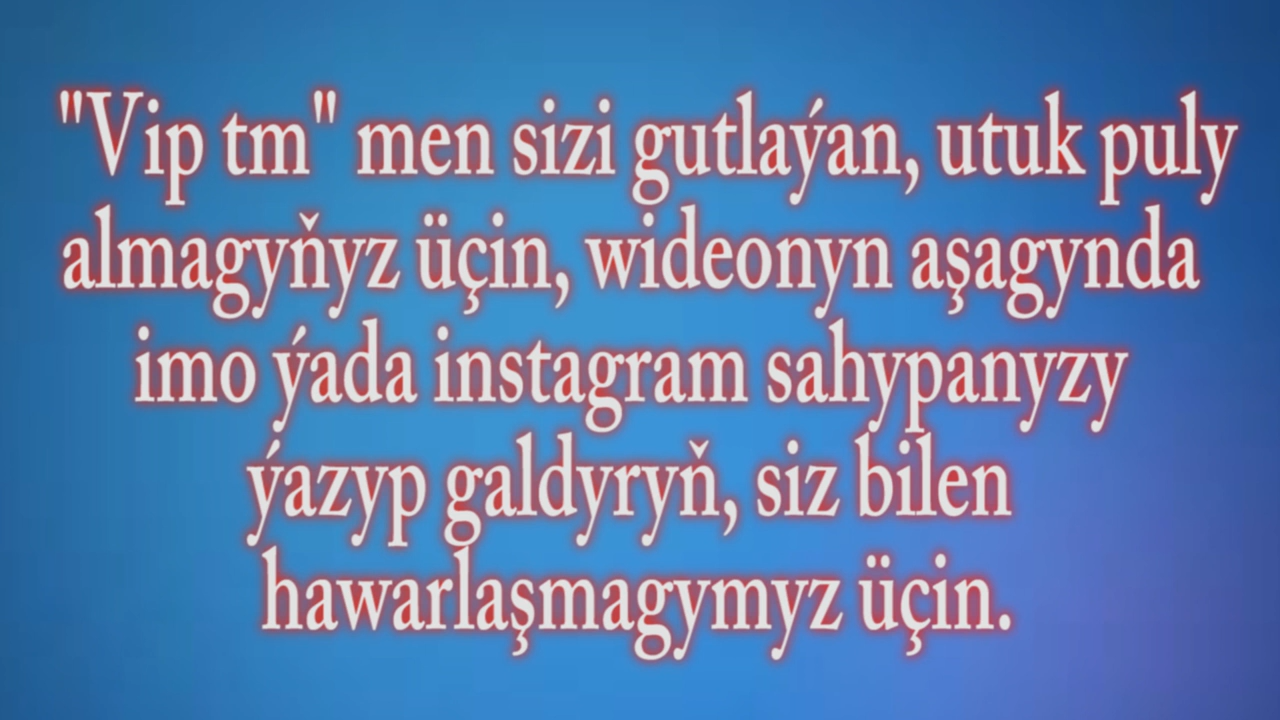 "Vip tm" men sizi gutlaýan, utuk puly
almagyňyz üçin, wideonyn aşagynda
imo ýada instagram sahypanyzy
ýazyp galdyryň, siz bilen
hawarlaşmagymyz üçin.